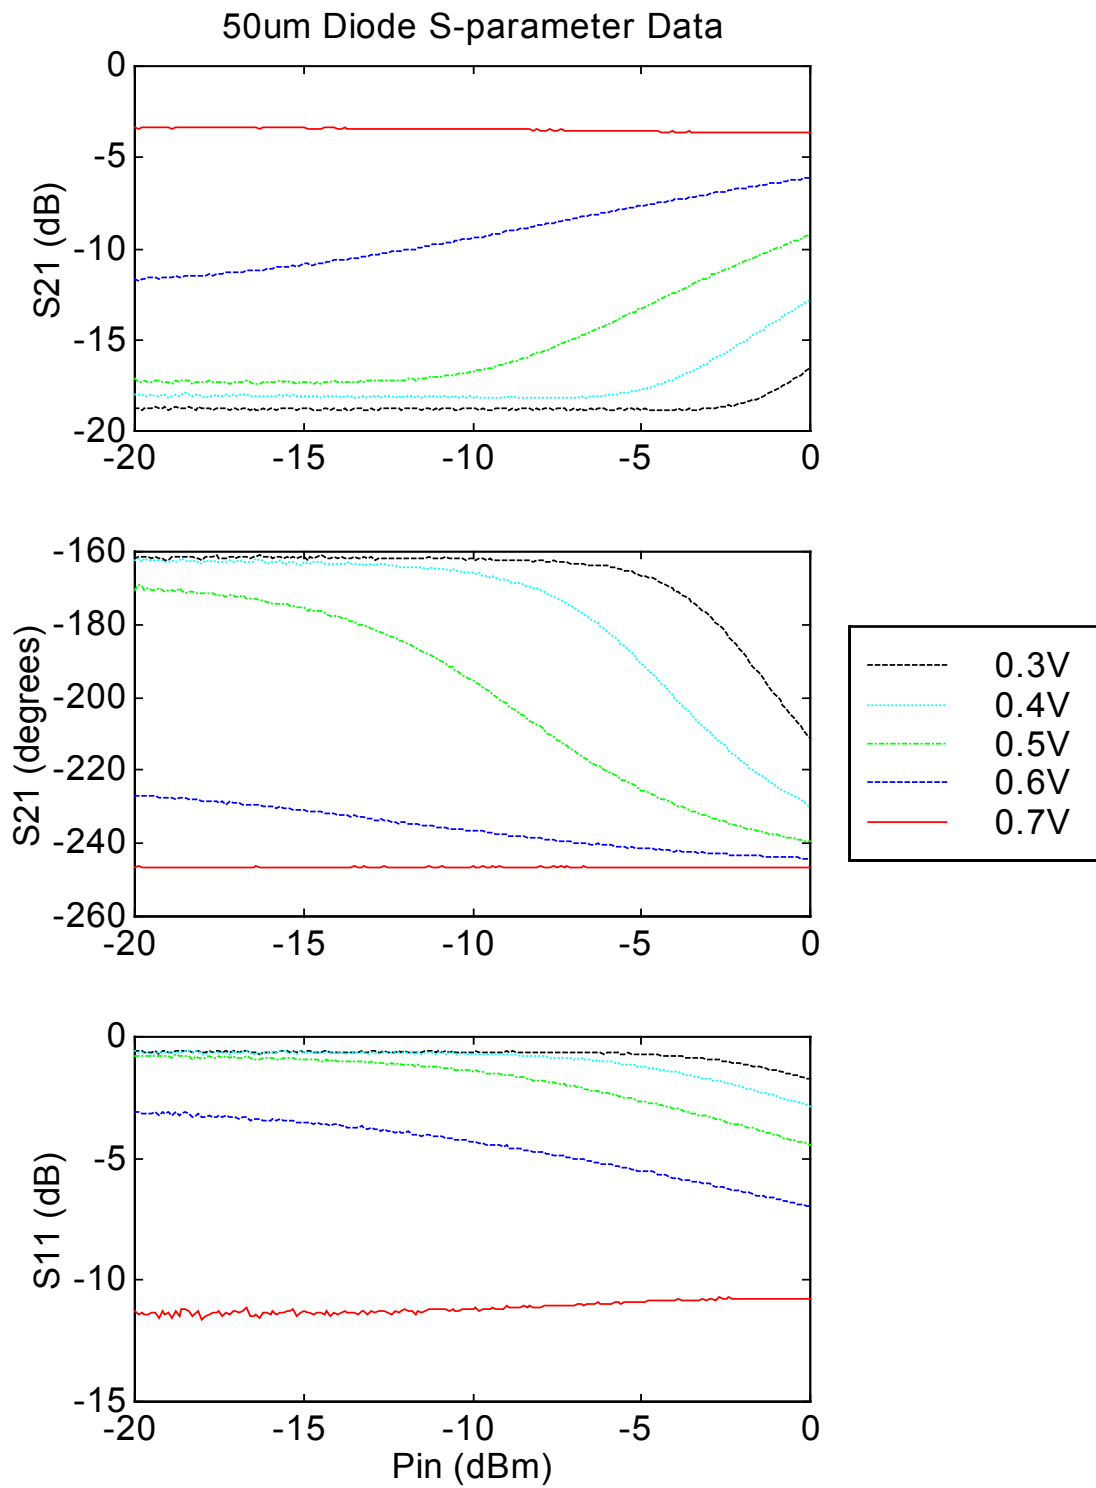 50um Diode S-parameter Data
0
-5
-10
-15
-20
S21 (dB)
-20 -15 -10 -5 0
-160
-180
-200
-220
-240
-260
S21 (degrees)
-20 -15 -10 -5 0
0.3V
0.4V
0.5V
0.6V
0.7V
0
-5
-10
-15
S11 (dB)
-20 -15 -10 -5 0
Pin (dBm)